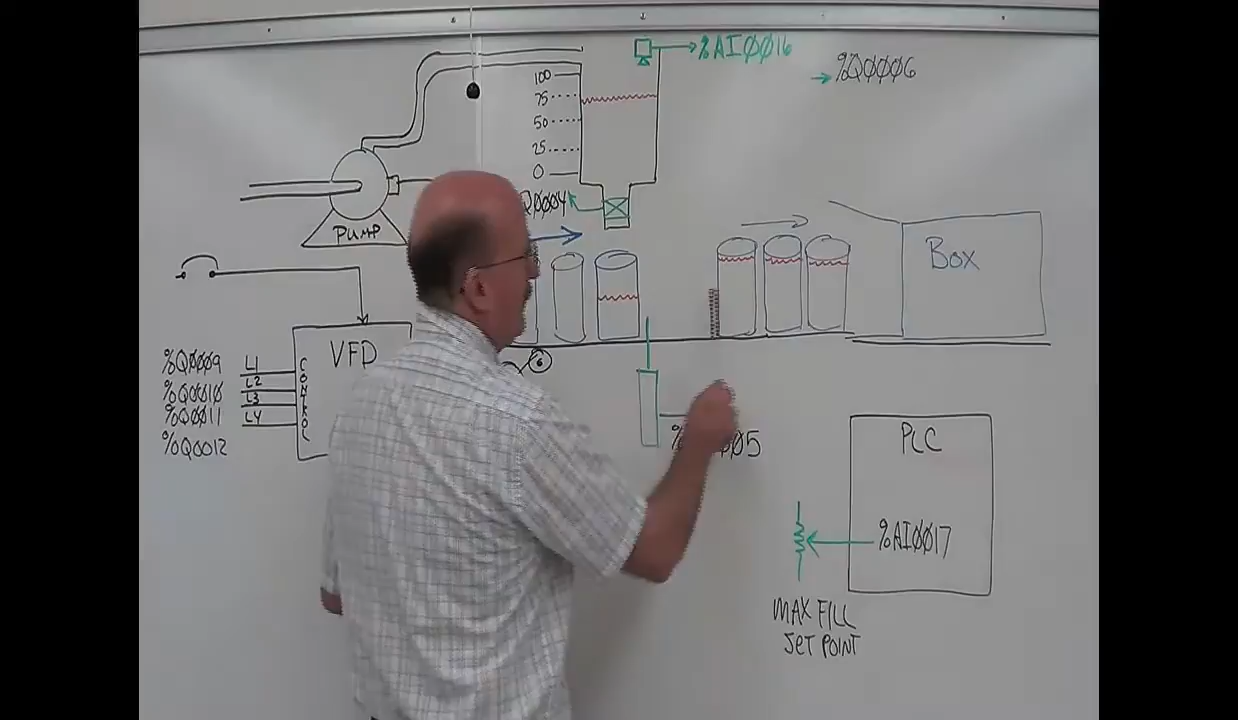 %AI0016
%Q0006
100
75
50
25
0
Q0004
PUMP
Box
VFD
CONTROL
%Q0009 L1
%Q0010 L2
%Q0011 L3
%Q0012 L4
6
PLC
%AI0017
MAX FILL
SET POINT